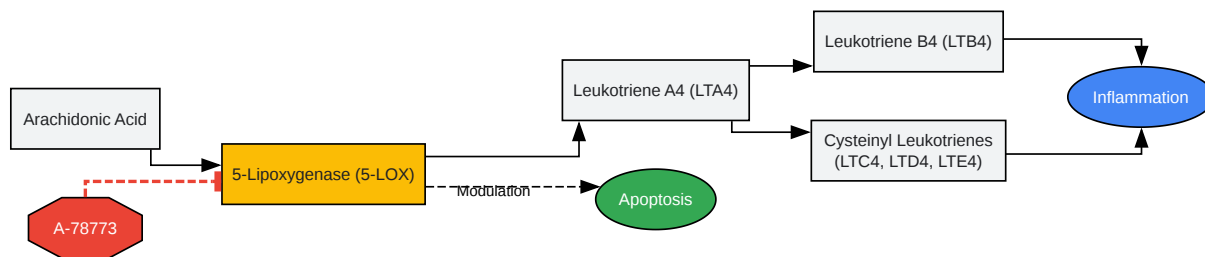 Arachidonic Acid
A-78773
5-Lipoxygenase (5-LOX)
Modulation
Leukotriene A4 (LTA4)
Apoptosis
Leukotriene B4 (LTB4)
Cysteinyl Leukotrienes
(LTC4, LTD4, LTE4)
Inflammation